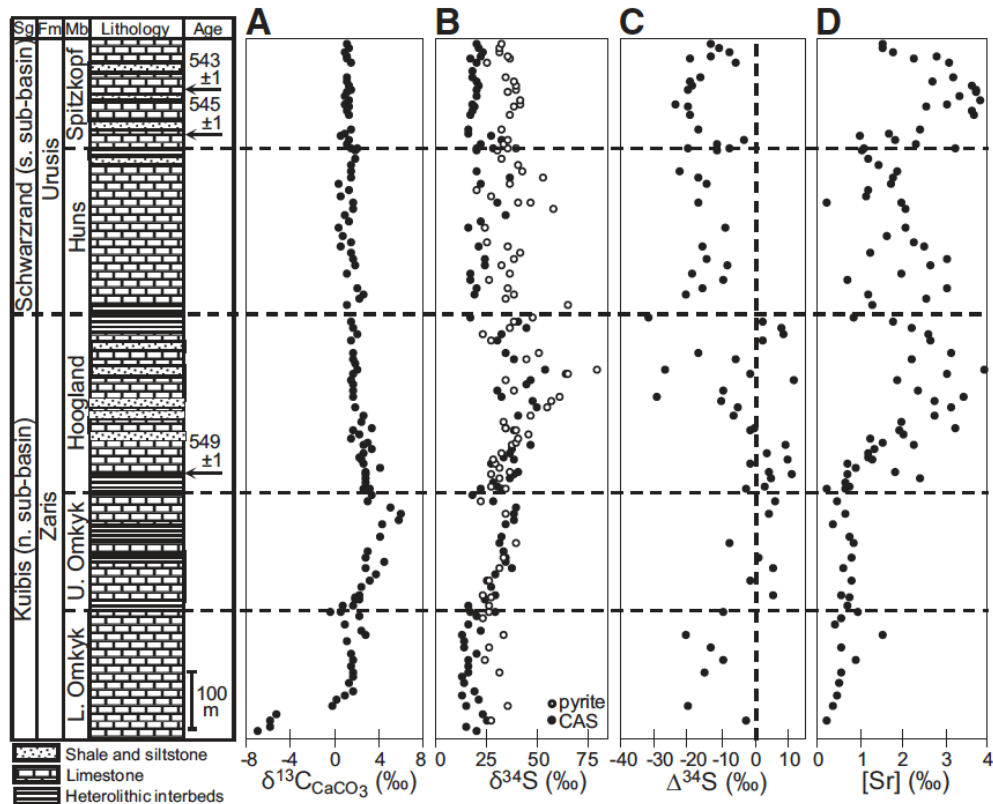 A B C D
Sg Fm Mb Lithology Age
Schwarzrand (s. sub-basin)
Kuibis (n. sub-basin)
Urusis
Zaris
Spitzkopf
Huns
Hoogland
U. Omkyk
L. Omkyk
543
±1
545
±1
549
±1
100
m
pyrite
CAS
-8 -4 0 4 8
δ13CCaCO3 (‰)
0 25 50 75
δ34S (‰)
-40 -30 -20 -10 0 10
Δ34S (‰)
0 1 2 3 4
[Sr] (‰)
Shale and siltstone
Limestone
Heterolithic interbeds